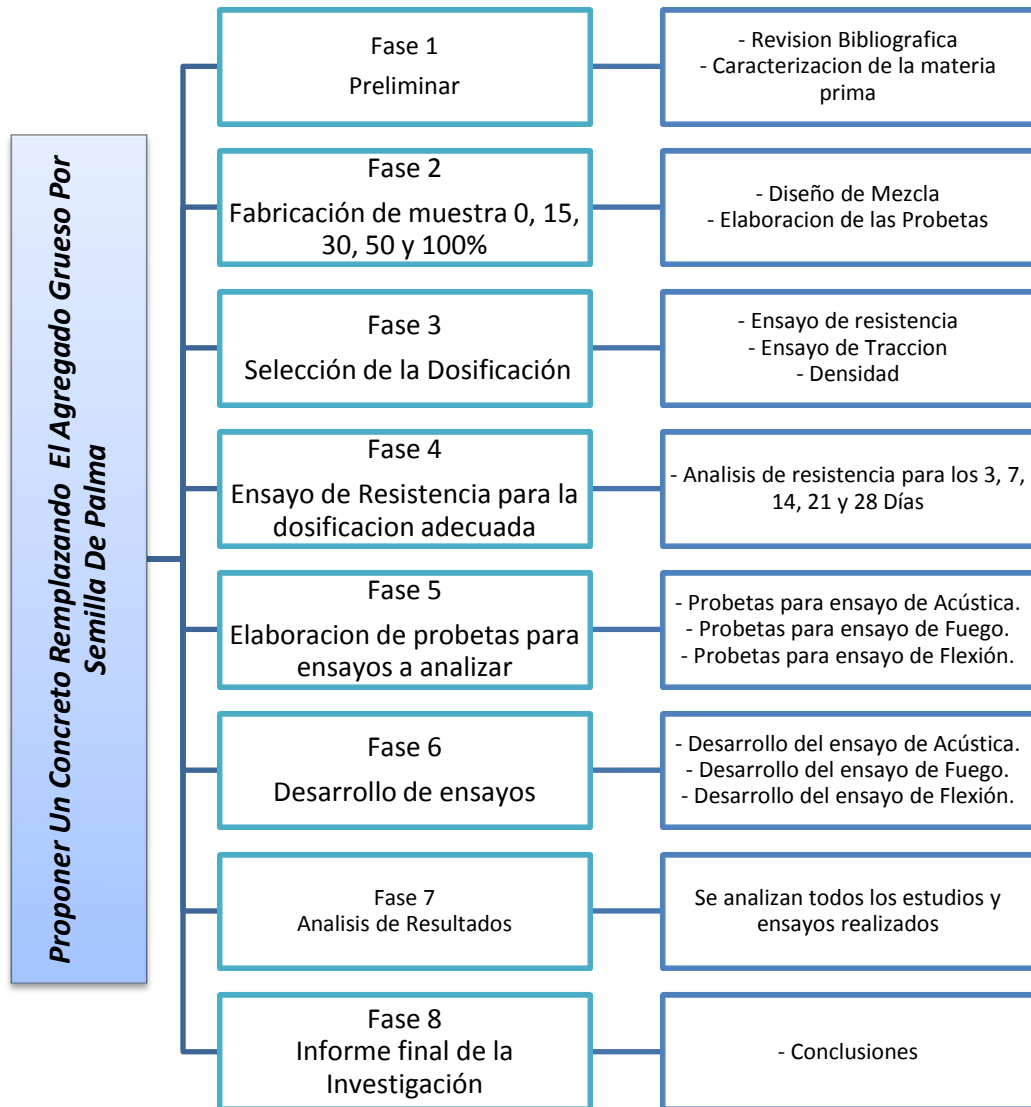 Proponer Un Concreto Remplazando El Agregado Grueso Por
Semilla De Palma
Fase 1
Preliminar
- Revision Bibliografica
- Caracterizacion de la materia
prima
Fase 2
Fabricación de muestra 0, 15,
30, 50 y 100%
- Diseño de Mezcla
- Elaboracion de las Probetas
Fase 3
Selección de la Dosificación
- Ensayo de resistencia
- Ensayo de Traccion
- Densidad
Fase 4
Ensayo de Resistencia para la
dosificacion adecuada
- Analisis de resistencia para los 3, 7,
14, 21 y 28 Días
Fase 5
Elaboracion de probetas para
ensayos a analizar
- Probetas para ensayo de Acústica.
- Probetas para ensayo de Fuego.
- Probetas para ensayo de Flexión.
Fase 6
Desarrollo de ensayos
- Desarrollo del ensayo de Acústica.
- Desarrollo del ensayo de Fuego.
- Desarrollo del ensayo de Flexión.
Fase 7
Analisis de Resultados
Se analizan todos los estudios y
ensayos realizados
Fase 8
Informe final de la
Investigación
- Conclusiones